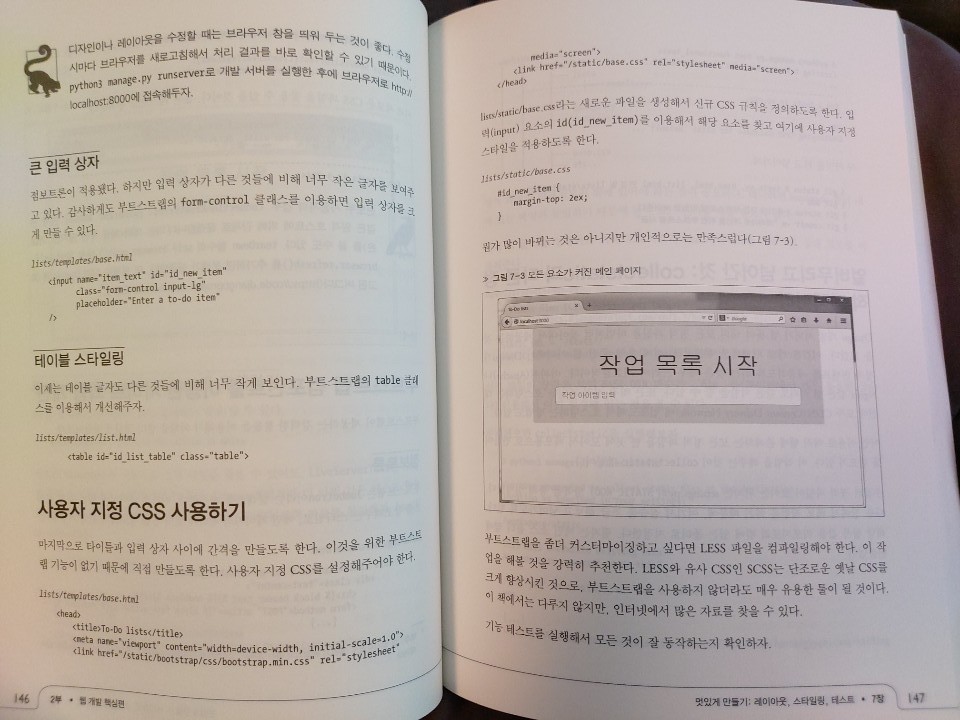 디자인이나 레이아웃을 수정할 때는 브라우저 창을 띄워 두는 것이 좋다. 수정
시마다 브라우저를 새로고침해서 처리 결과를 바로 확인할 수 있기 때문이다.
python3 manage.py runserver로 개발 서버를 실행한 후에 브라우저로 http://
localhost:8000에 접속해두자.
큰 입력 상자
점보트론이 적용됐다. 하지만 입력 상자가 다른 것들에 비해 너무 작은 글자를 보여주
고 있다. 감사하게도 부트스트랩의 form-control 클래스를 이용하면 입력 상자를 크
게 만들 수 있다.
lists/templates/base.html
<input name="item_text" id="id_new_item"
class="form-control input-lg"
placeholder="Enter a to-do item"
/>
테이블 스타일링
이제는 테이블 글자도 다른 것들에 비해 너무 작게 보인다. 부트스트랩의 table 클래
스를 이용해서 개선해주자.
lists/templates/list.html
<table id="id_list_table" class="table">
사용자 지정 CSS 사용하기
마지막으로 타이틀과 입력 상자 사이에 간격을 만들도록 한다. 이것을 위한 부트스트
랩 기능이 없기 때문에 직접 만들도록 한다. 사용자 지정 CSS를 설정해주어야 한다.
lists/templates/base.html
<head>
<title>To-Do lists</title>
<meta name="viewport" content="width=device-width, initial-scale=1.0">
<link href="/static/bootstrap/css/bootstrap.min.css" rel="stylesheet"
146 2부 • 웹 개발 핵심편
media="screen">
<link href="/static/base.css" rel="stylesheet" media="screen">
</head>
lists/static/base.css라는 새로운 파일을 생성해서 신규 CSS 규칙을 정의하도록 한다. 입
력(input) 요소의 id(id_new_item)를 이용해서 해당 요소를 찾고 여기에 사용자 지정
스타일을 적용하도록 한다.
lists/static/base.css
#id_new_item {
margin-top: 2ex;
}
뭔가 많이 바뀌는 것은 아니지만 개인적으로는 만족스럽다(그림 7-3).
» 그림 7-3 모든 요소가 커진 메인 페이지
To-Do lists
localhost:8000
Google
작업 목록 시작
작업 아이템 입력
부트스트랩을 좀더 커스터마이징하고 싶다면 LESS 파일을 컴파일링해야 한다. 이 작
업을 해볼 것을 강력히 추천한다. LESS와 유사 CSS인 SCSS는 단조로운 옛날 CSS를
크게 향상시킨 것으로, 부트스트랩을 사용하지 않더라도 매우 유용한 툴이 될 것이다.
이 책에서는 다루지 않지만, 인터넷에서 많은 자료를 찾을 수 있다.
기능 테스트를 실행해서 모든 것이 잘 동작하는지 확인하자.
멋있게 만들기: 레이아웃, 스타일링, 테스트 • 7장 147